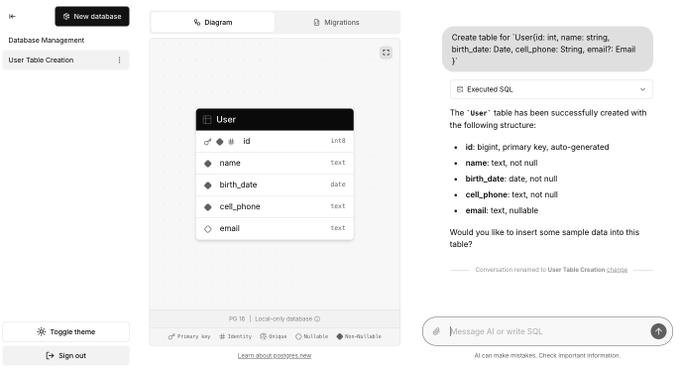 New database
Database Management
User Table Creation
Toggle theme
Sign out
Diagram
Migrations
User
id int8
name text
birth_date date
cell_phone text
email text
PG 16 | Local-only database
Primary key Identity Unique Nullable Non-Nullable
Learn about postgres.new
Create table for `User{id: int, name: string,
birth_date: Date, cell_phone: String, email?: Email
}`
Executed SQL
The `User` table has been successfully created with
the following structure:
• id: bigint, primary key, auto-generated
• name: text, not null
• birth_date: date, not null
• cell_phone: text, not null
• email: text, nullable
Would you like to insert some sample data into this
table?
Conversation renamed to User Table Creation change
Message AI or write SQL
AI can make mistakes. Check important information.